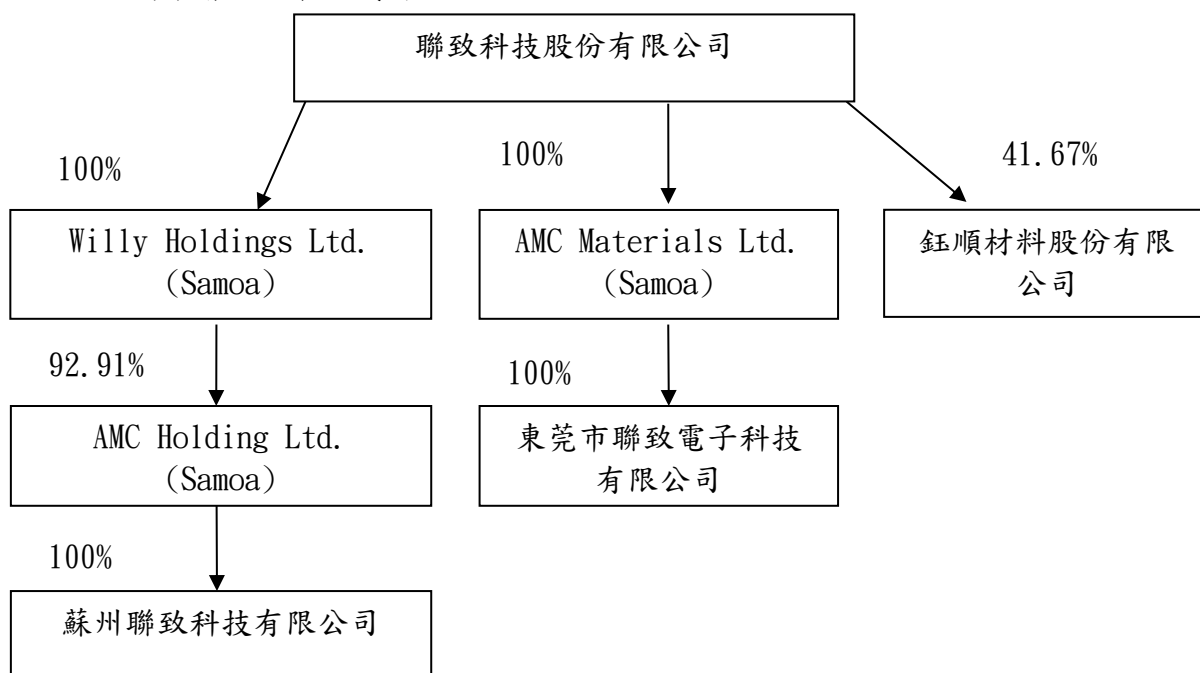 聯致科技股份有限公司
100%
100%
41.67%
Willy Holdings Ltd.
(Samoa)
AMC Materials Ltd.
(Samoa)
鈺順材料股份有限
公司
92.91%
100%
AMC Holding Ltd.
(Samoa)
東莞市聯致電子科技
有限公司
100%
蘇州聯致科技有限公司